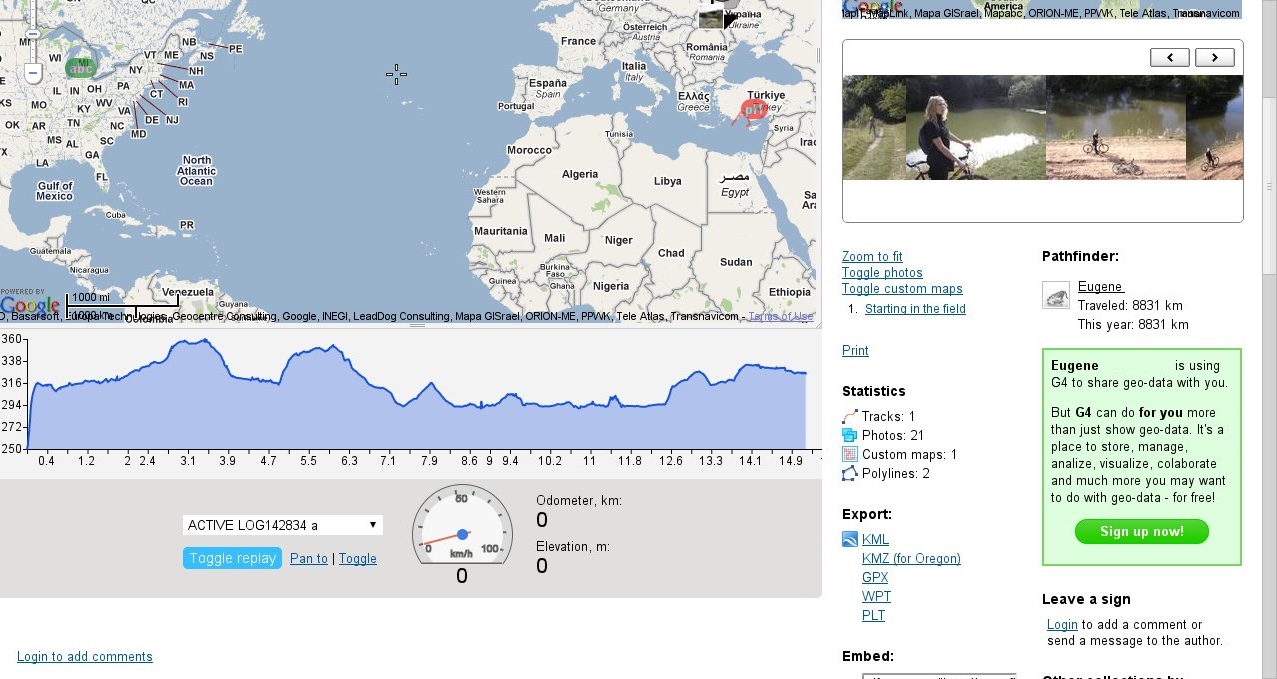 Germany
Österreich
Austria
Україна
Ukraine
France
România
Romania
Italia
Italy
España
Spain
Portugal
Ελλάς
Greece
Türkiye
plT
Syria
Tunisia
Morocco
Algeria
Libya
مصر
Egypt
Western
Sahara
Mauritania
Mali
Niger
Chad
Sudan
Burkina
Faso
Guinea
Ghana
Nigeria
Ethiopia
WI
MI
abc
NB
PE
NS
VT
ME
NY
NH
MA
CT
RI
IL
IN
OH
PA
NJ
DE
MD
MO
KY
WV
VA
OK
AR
TN
NC
MS
AL
SC
GA
LA
FL
Gulf of
Mexico
North
Atlantic
Ocean
Cuba
PR
Guatemala
Nicaragua
Venezuela
Guyana
POWERED BY
Google
1000 mi
Geocentre Consulting, Google, INEGI, LeadDog Consulting, Mapa GISrael, ORION-ME, PPWK, Tele Atlas, Transnavicom - Terms of Use
360
338
316
294
272
250
0.4 1.2 2 2.4 3.1 3.9 4.7 5.5 6.3 7.1 7.9 8.6 9 9.4 10.2 11 11.8 12.6 13.3 14.1 14.9
ACTIVE LOG142834 a
Toggle replay Pan to | Toggle
50
0 km/h 100
0
Odometer, km:
0
Elevation, m:
0
Login to add comments
MapLink, Mapa GISrael, Mapabc, ORION-ME, PPWK, Tele Atlas, Transnavicom
America
Zoom to fit
Toggle photos
Toggle custom maps
1. Starting in the field
Print
Statistics
Tracks: 1
Photos: 21
Custom maps: 1
Polylines: 2
Export:
KML
KMZ (for Oregon)
GPX
WPT
PLT
Embed:
Pathfinder:
Eugene
Traveled: 8831 km
This year: 8831 km
Eugene is using
G4 to share geo-data with you.
But G4 can do for you more
than just show geo-data. It's a
place to store, manage,
analize, visualize, colaborate
and much more you may want
to do with geo-data - for free!
Sign up now!
Leave a sign
Login to add a comment or
send a message to the author.
Other collections by